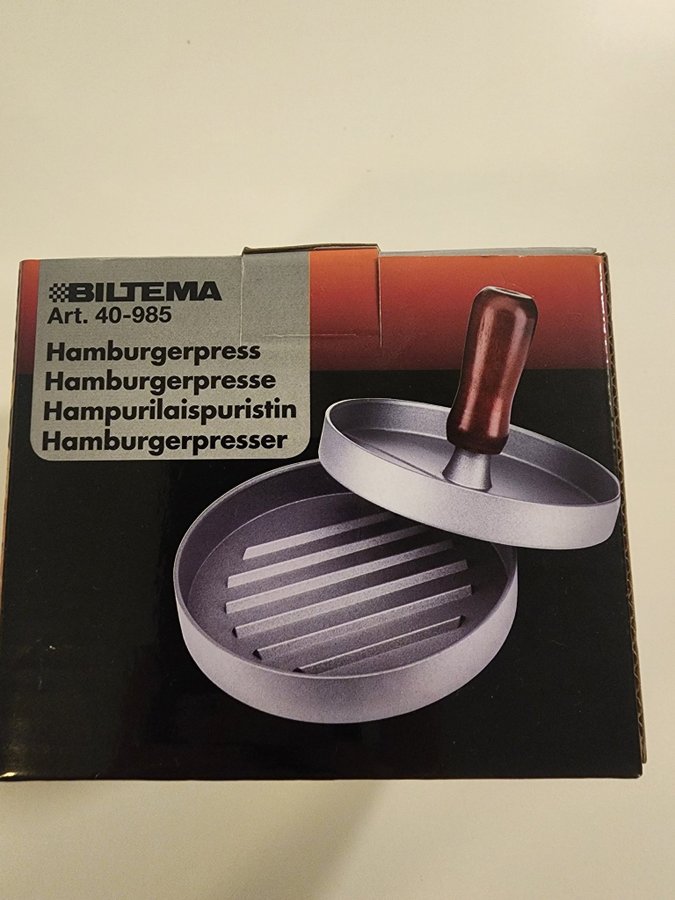 BILTEMA
Art. 40-985
Hamburgerpress
Hamburgerpresse
Hampurilaispuristin
Hamburgerpresser